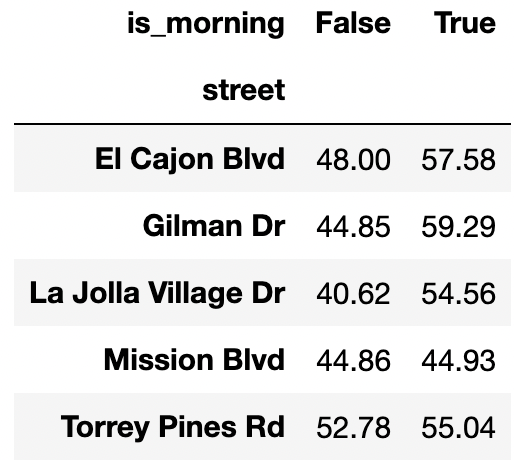 is_morning False True
street
El Cajon Blvd 48.00 57.58
Gilman Dr 44.85 59.29
La Jolla Village Dr 40.62 54.56
Mission Blvd 44.86 44.93
Torrey Pines Rd 52.78 55.04